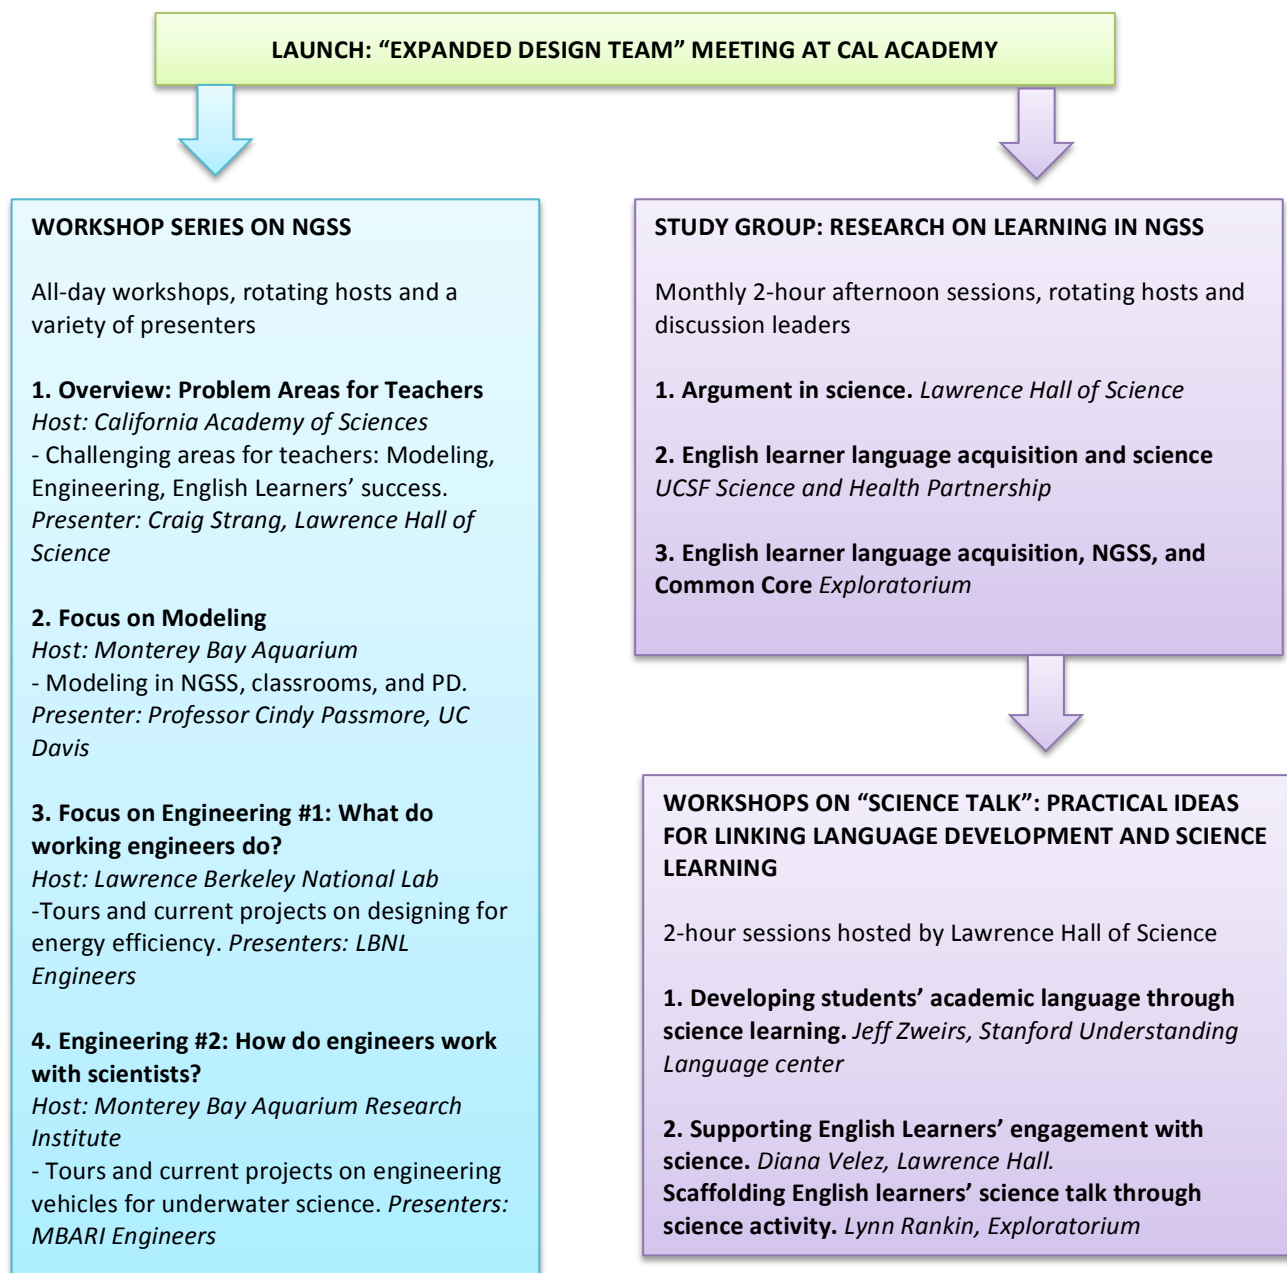 LAUNCH: “EXPANDED DESIGN TEAM” MEETING AT CAL ACADEMY
WORKSHOP SERIES ON NGSS
All-day workshops, rotating hosts and a
variety of presenters
1. Overview: Problem Areas for Teachers
Host: California Academy of Sciences
- Challenging areas for teachers: Modeling,
Engineering, English Learners’ success.
Presenter: Craig Strang, Lawrence Hall of
Science
2. Focus on Modeling
Host: Monterey Bay Aquarium
- Modeling in NGSS, classrooms, and PD.
Presenter: Professor Cindy Passmore, UC
Davis
3. Focus on Engineering #1: What do
working engineers do?
Host: Lawrence Berkeley National Lab
-Tours and current projects on designing for
energy efficiency. Presenters: LBNL
Engineers
4. Engineering #2: How do engineers work
with scientists?
Host: Monterey Bay Aquarium Research
Institute
- Tours and current projects on engineering
vehicles for underwater science. Presenters:
MBARI Engineers
STUDY GROUP: RESEARCH ON LEARNING IN NGSS
Monthly 2-hour afternoon sessions, rotating hosts and
discussion leaders
1. Argument in science. Lawrence Hall of Science
2. English learner language acquisition and science
UCSF Science and Health Partnership
3. English learner language acquisition, NGSS, and
Common Core Exploratorium
WORKSHOPS ON “SCIENCE TALK”: PRACTICAL IDEAS
FOR LINKING LANGUAGE DEVELOPMENT AND SCIENCE
LEARNING
2-hour sessions hosted by Lawrence Hall of Science
1. Developing students’ academic language through
science learning. Jeff Zweirs, Stanford Understanding
Language center
2. Supporting English Learners’ engagement with
science. Diana Velez, Lawrence Hall.
Scaffolding English learners’ science talk through
science activity. Lynn Rankin, Exploratorium